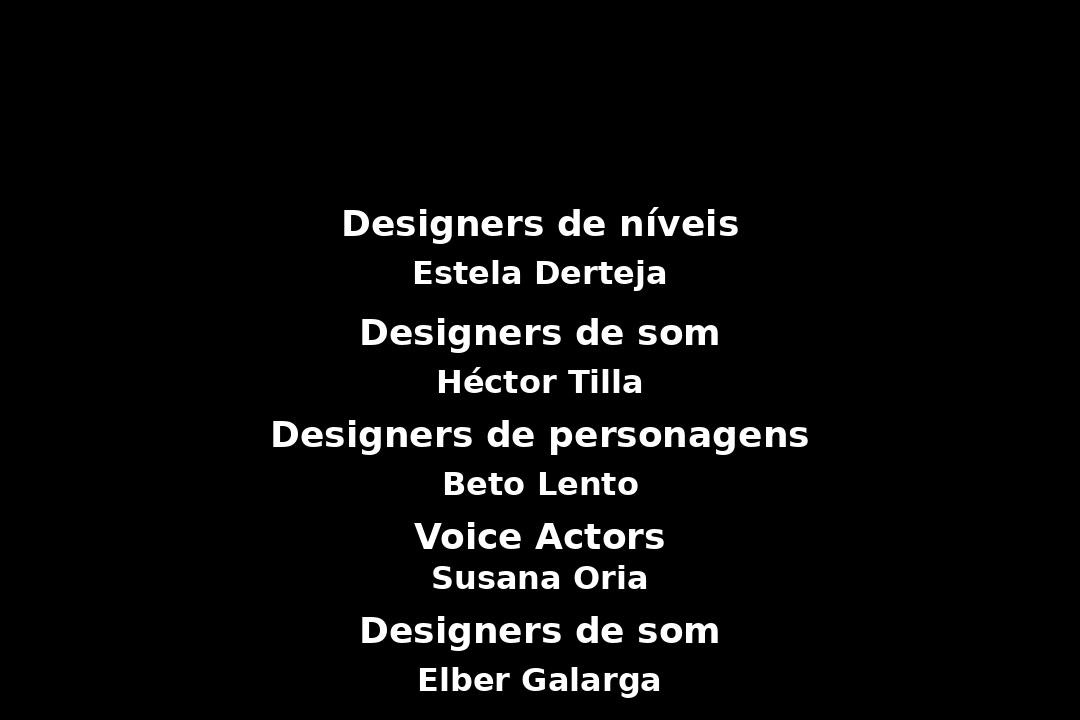 Designers de níveis
Estela Derteja
Designers de som
Héctor Tilla
Designers de personagens
Beto Lento
Voice Actors
Susana Oria
Designers de som
Elber Galarga